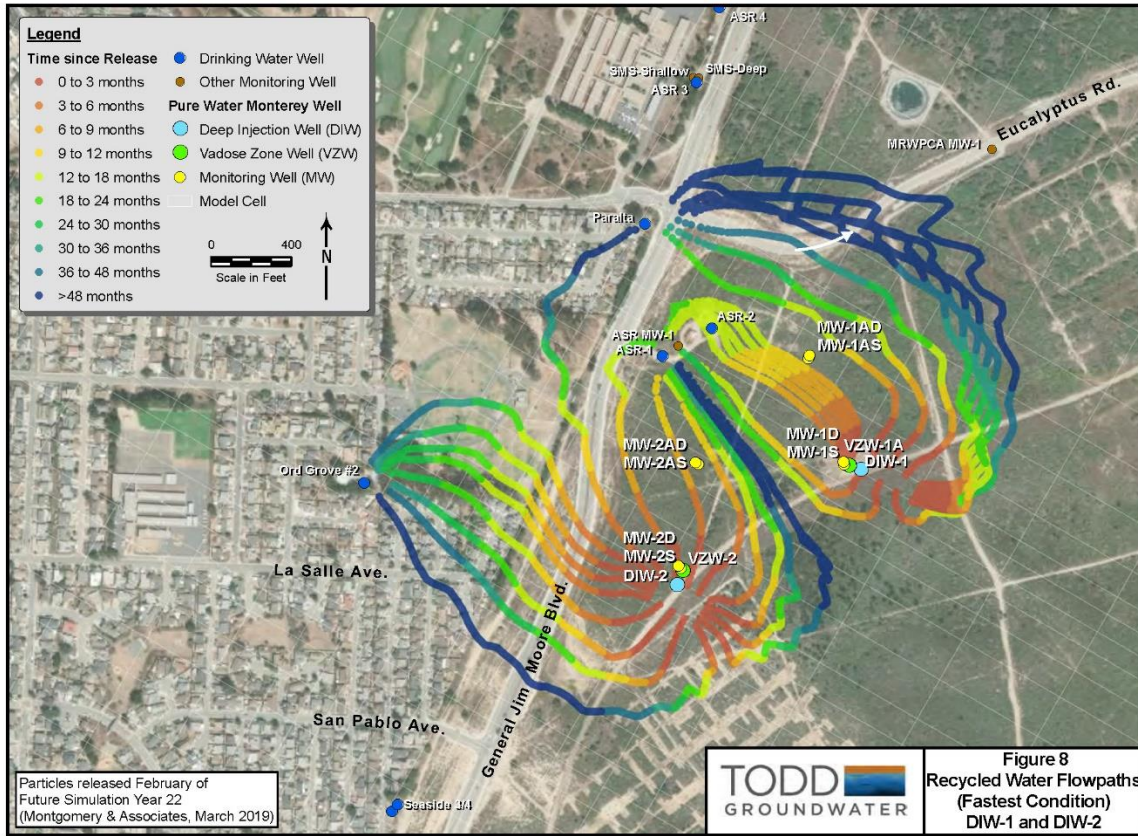 Legend
Time since Release
0 to 3 months
3 to 6 months
6 to 9 months
9 to 12 months
12 to 18 months
18 to 24 months
24 to 30 months
30 to 36 months
36 to 48 months
>48 months
Drinking Water Well
Other Monitoring Well
Pure Water Monterey Well
Deep Injection Well (DIW)
Vadose Zone Well (VZW)
Monitoring Well (MW)
Model Cell
0 400
Scale in Feet
N
ASR 4
SMS-Shallow
SMS-Deep
ASR 3
Eucalyptus Rd.
MRWPCA MW-1
Paralta
ASR-2
ASR MW-1
ASR-1
MW-1AD
MW-1AS
MW-1D
MW-1S
VZW-1A
DIW-1
MW-2AD
MW-2AS
Ord Grove #2
MW-2D
MW-2S
VZW-2
DIW-2
La Salle Ave.
General Jim Moore Blvd.
San Pablo Ave.
Seaside 3/4
Particles released February of
Future Simulation Year 22
(Montgomery & Associates, March 2019)
TODD
GROUNDWATER
Figure 8
Recycled Water Flowpaths
(Fastest Condition)
DIW-1 and DIW-2